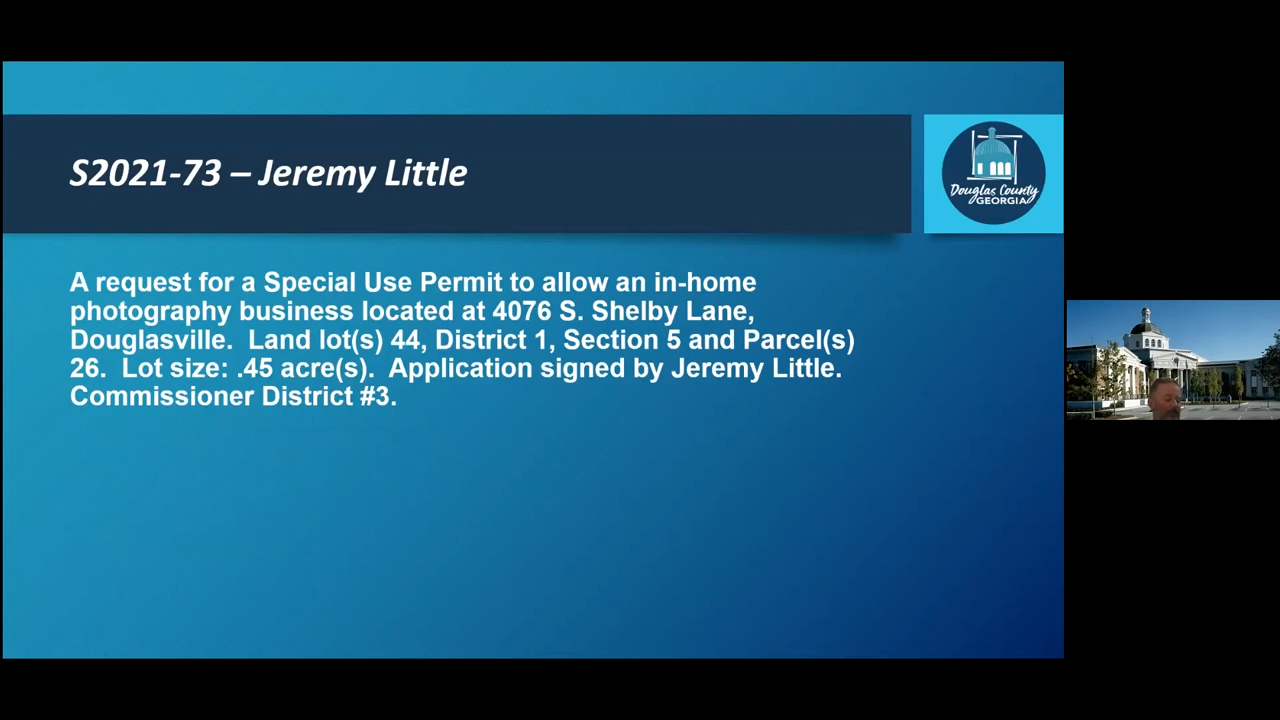 S2021-73 – Jeremy Little
Douglas County
GEORGIA
A request for a Special Use Permit to allow an in-home
photography business located at 4076 S. Shelby Lane,
Douglasville.  Land lot(s) 44, District 1, Section 5 and Parcel(s)
26.  Lot size: .45 acre(s).  Application signed by Jeremy Little.
Commissioner District #3.